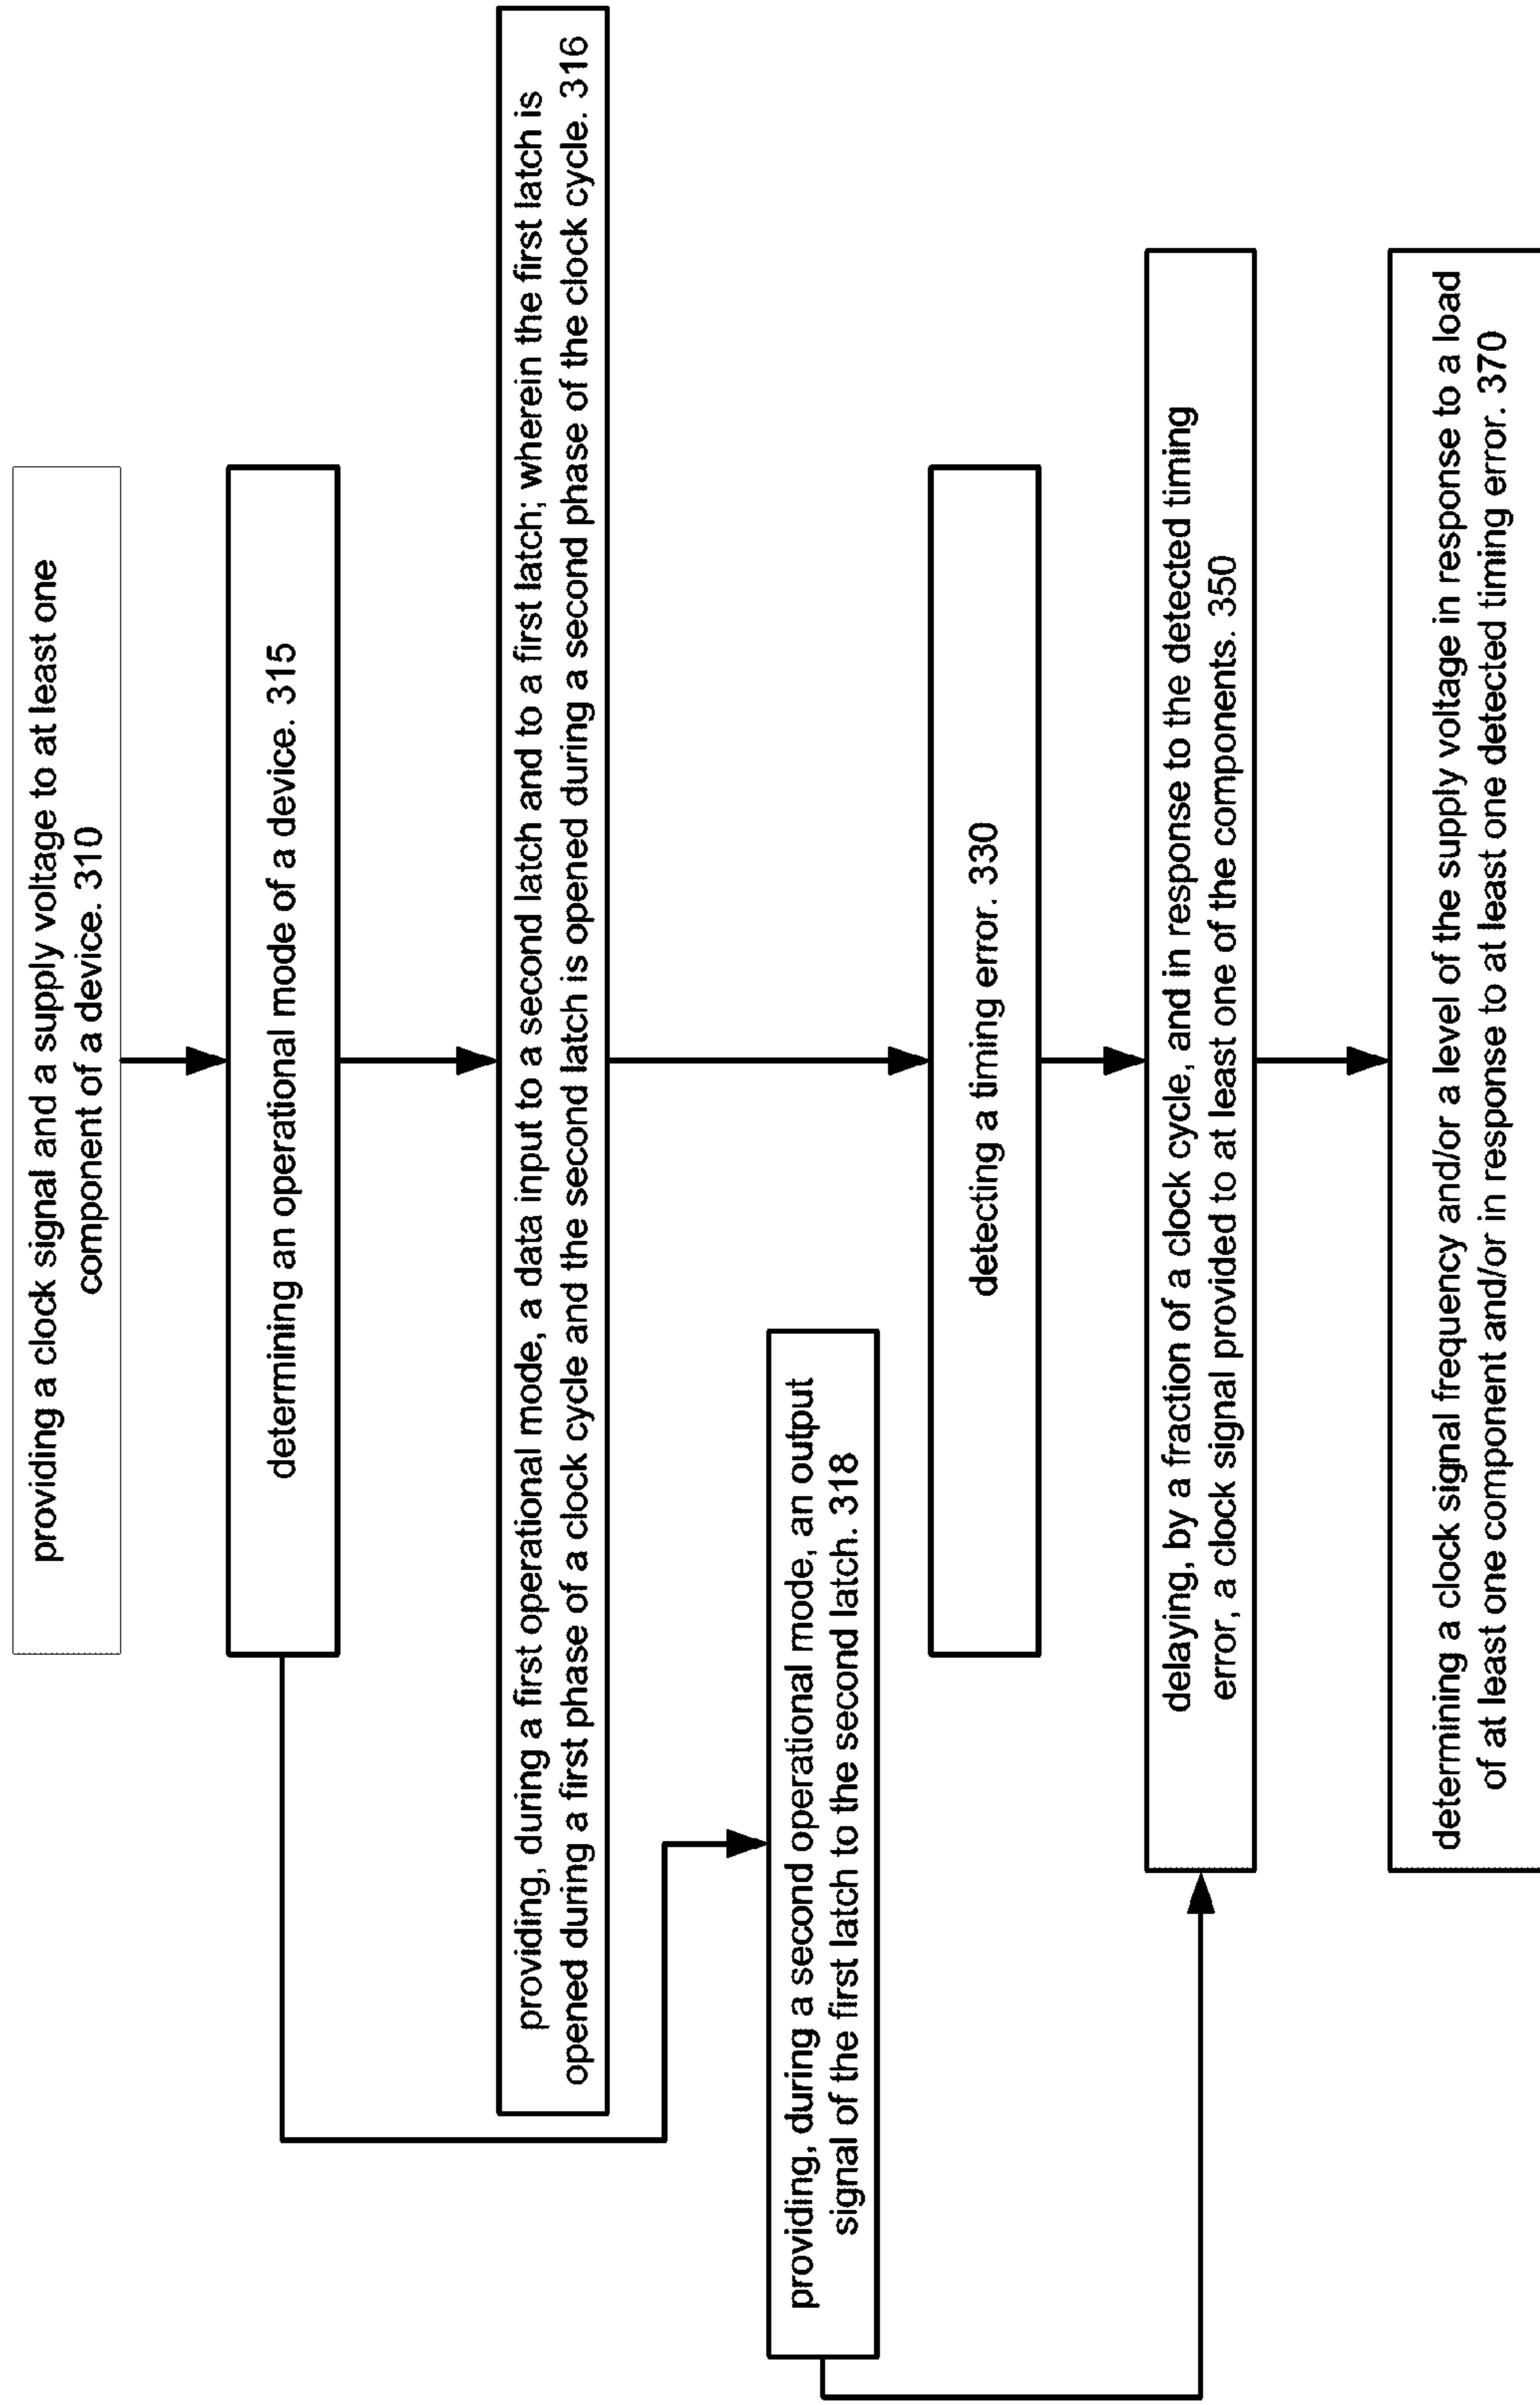 providing a clock signal and a supply voltage to at least one
component of a device. 310
determining an operational mode of a device. 315
providing, during a first operational mode, a data input to a second latch and to a first latch; wherein the first latch is
opened during a first phase of a clock cycle and the second latch is opened during a second phase of the clock cycle. 316
providing, during a second operational mode, an output
signal of the first latch to the second latch. 318
detecting a timing error. 330
delaying, by a fraction of a clock cycle, and in response to the detected timing
error, a clock signal provided to at least one of the components. 350
determining a clock signal frequency and/or a level of the supply voltage in response to a load
of at least one component and/or in response to at least one detected timing error. 370